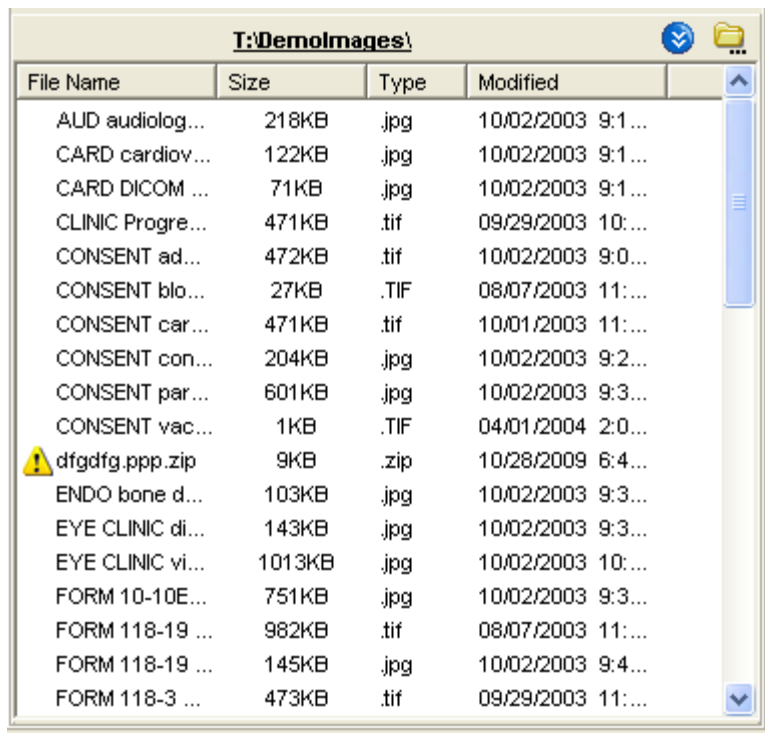 T:\DemoImages\
File Name Size Type Modified
AUD audiolog... 218KB .jpg 10/02/2003 9:1...
CARD cardiov... 122KB .jpg 10/02/2003 9:1...
CARD DICOM ... 71KB .jpg 10/02/2003 9:1...
CLINIC Progre... 471KB .tif 09/29/2003 10:...
CONSENT ad... 472KB .tif 10/02/2003 9:0...
CONSENT blo... 27KB .TIF 08/07/2003 11:...
CONSENT car... 471KB .tif 10/01/2003 11:...
CONSENT con... 204KB .jpg 10/02/2003 9:2...
CONSENT par... 601KB .jpg 10/02/2003 9:3...
CONSENT vac... 1KB .TIF 04/01/2004 2:0...
dfgdfg.ppp.zip 9KB .zip 10/28/2009 6:4...
ENDO bone d... 103KB .jpg 10/02/2003 9:3...
EYE CLINIC di... 143KB .jpg 10/02/2003 9:3...
EYE CLINIC vi... 1013KB .jpg 10/02/2003 10:...
FORM 10-10E... 751KB .jpg 10/02/2003 9:3...
FORM 118-19 ... 982KB .tif 08/07/2003 11:...
FORM 118-19 ... 145KB .jpg 10/02/2003 9:4...
FORM 118-3 ... 473KB .tif 09/29/2003 11:...